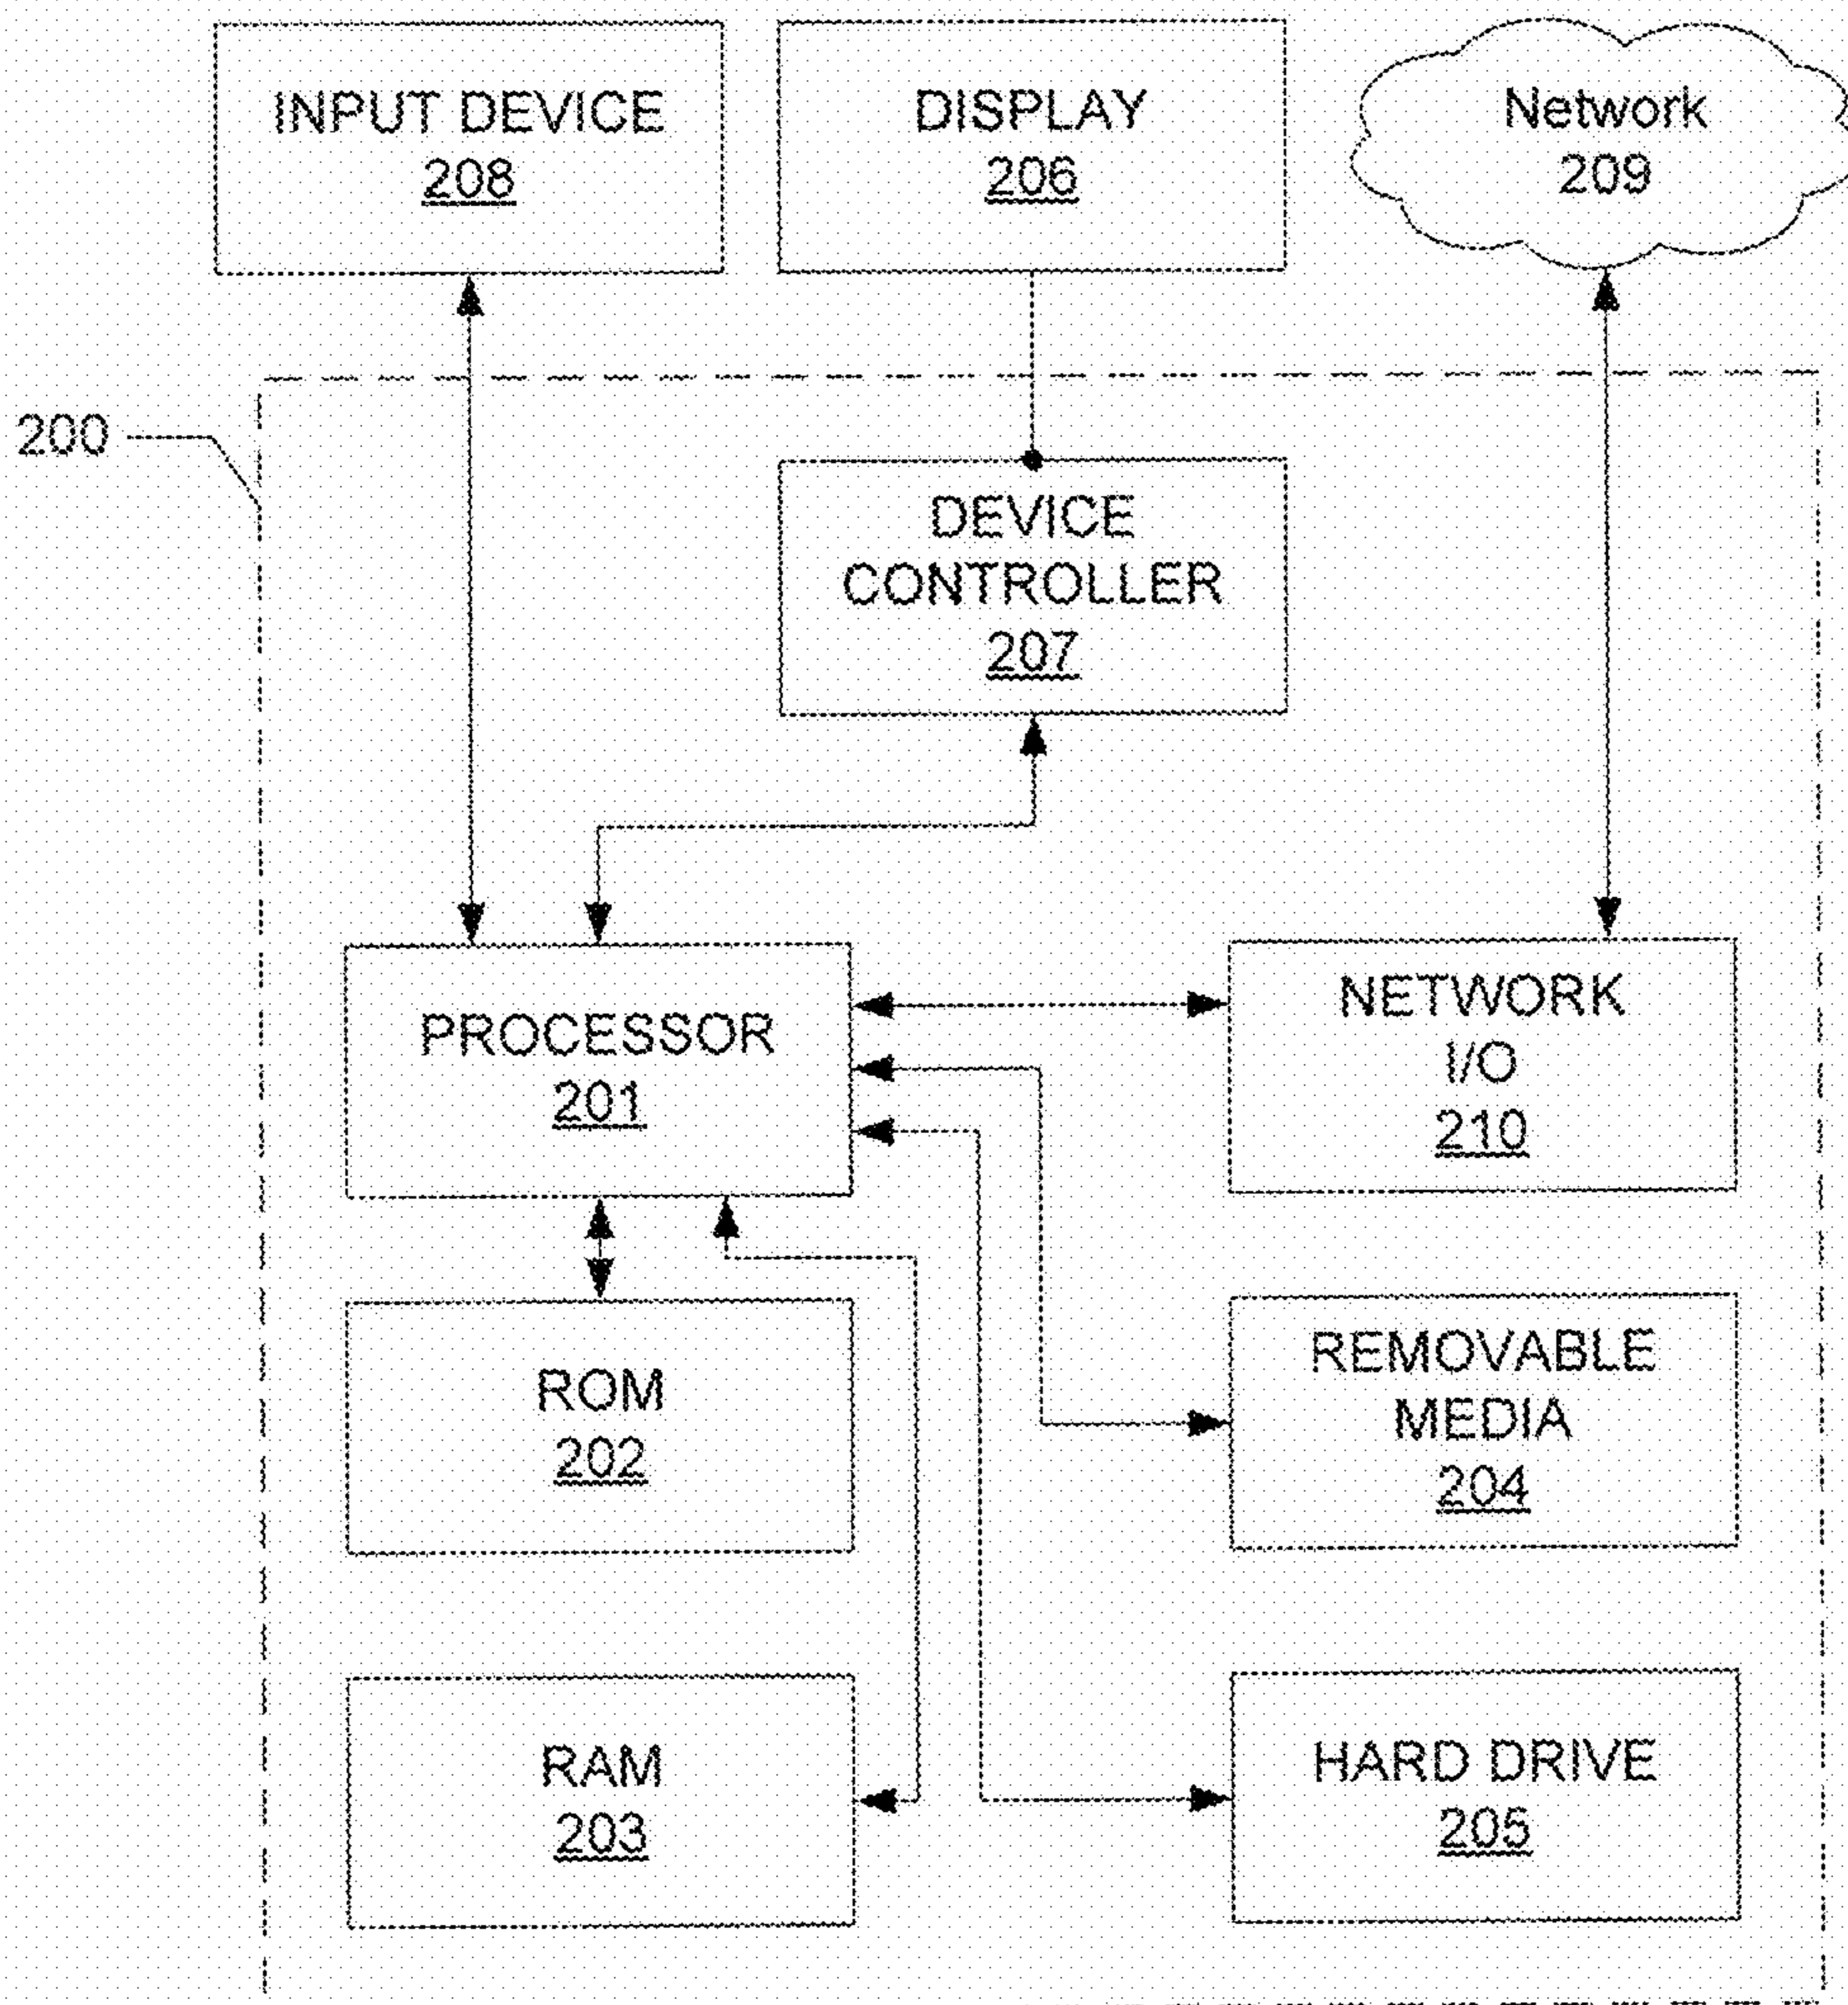 INPUT DEVICE
208
DISPLAY
206
Network
209
200
DEVICE
CONTROLLER
207
PROCESSOR
201
NETWORK
I/O
210
ROM
202
REMOVABLE
MEDIA
204
RAM
203
HARD DRIVE
205